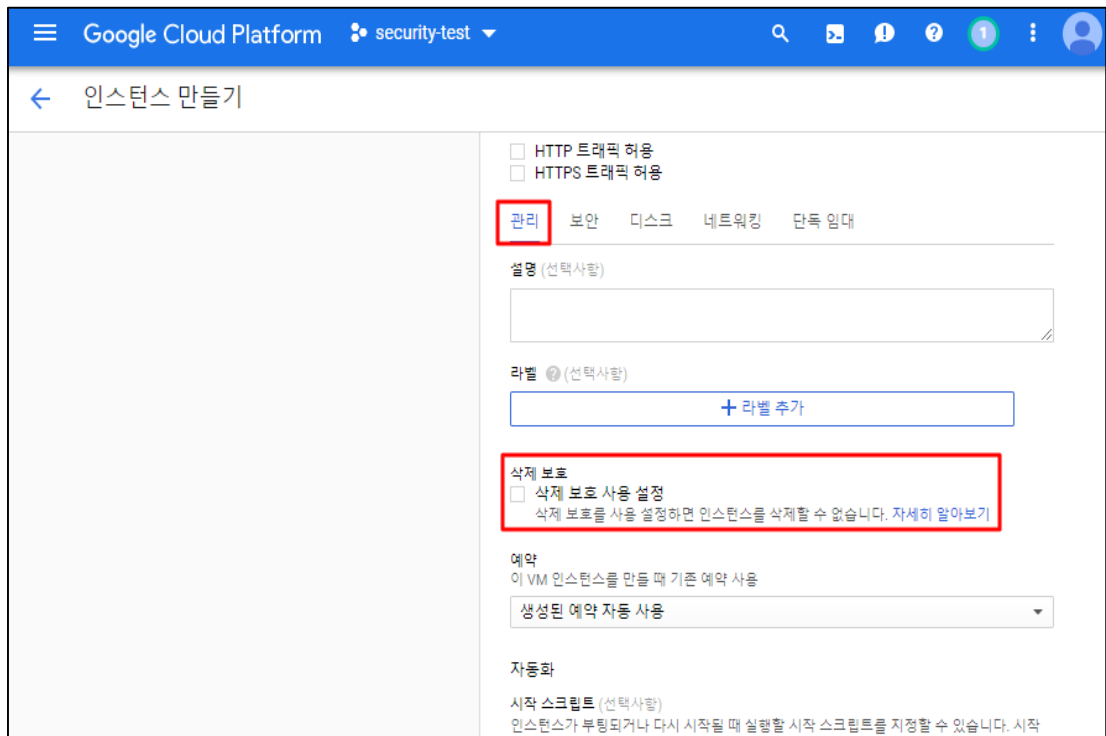 Google Cloud Platform security-test 1
인스턴스 만들기
HTTP 트래픽 허용
HTTPS 트래픽 허용
관리 보안 디스크 네트워킹 단독 임대
설명 (선택사항)
라벨 (선택사항)
+ 라벨 추가
삭제 보호
삭제 보호 사용 설정
삭제 보호를 사용 설정하면 인스턴스를 삭제할 수 없습니다. 자세히 알아보기
예약
이 VM 인스턴스를 만들 때 기존 예약 사용
생성된 예약 자동 사용
자동화
시작 스크립트 (선택사항)
인스턴스가 부팅되거나 다시 시작될 때 실행할 시작 스크립트를 지정할 수 있습니다. 시작